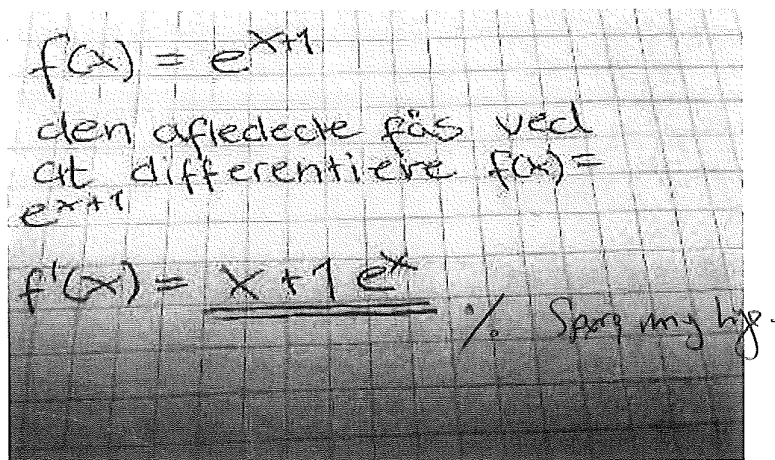 f(x) = e^x+1
den afledede fås ved
at differentiere f(x) =
e^x+1
f'(x) = x + 1 e^x
٪ Spørg mig lige.